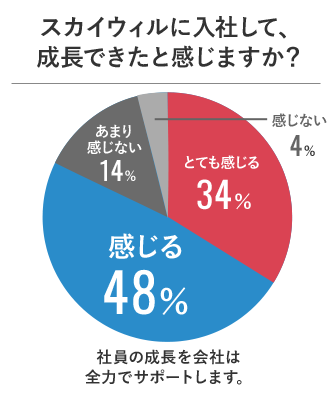 スカイウィルに入社して、
成長できたと感じますか？
感じない
4%
あまり
感じない
14%
とても感じる
34%
感じる
48%
社員の成長を会社は
全力でサポートします。